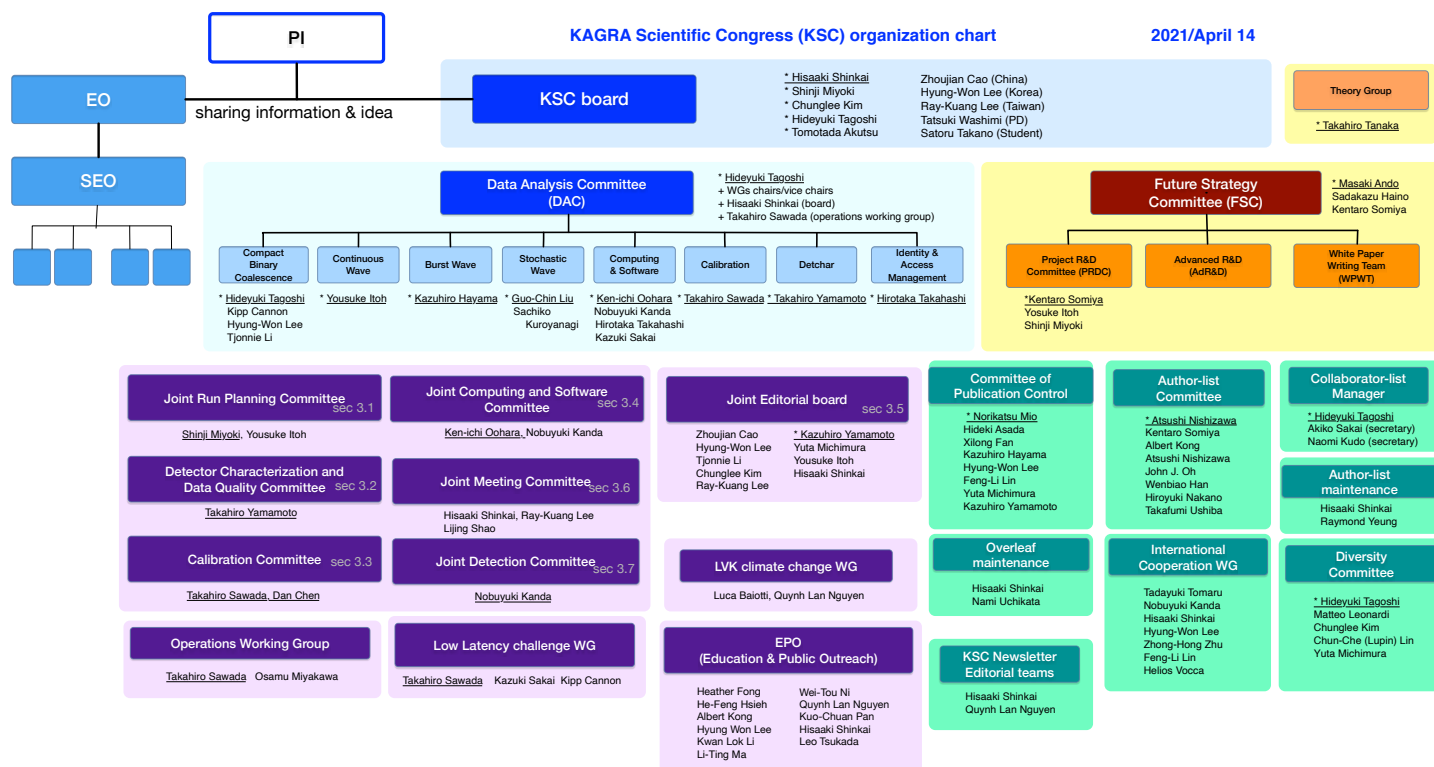 PI
KAGRA Scientific Congress (KSC) organization chart
2021/April 14
EO
sharing information & idea
KSC board
* Hisaaki Shinkai
* Shinji Miyoki
* Chunglee Kim
* Hideyuki Tagoshi
* Tomotada Akutsu
Zhoujian Cao (China)
Hyung-Won Lee (Korea)
Ray-Kuang Lee (Taiwan)
Tatsuki Washimi (PD)
Satoru Takano (Student)
Theory Group
* Takahiro Tanaka
SEO
Data Analysis Committee
(DAC)
* Hideyuki Tagoshi
+ WGs chairs/vice chairs
+ Hisaaki Shinkai (board)
+ Takahiro Sawada (operations working group)
Future Strategy
Committee (FSC)
* Masaki Ando
Sadakazu Haino
Kentaro Somiya
Compact
Binary
Coalescence
* Hideyuki Tagoshi
Kipp Cannon
Hyung-Won Lee
Tjonnie Li
Continuous
Wave
* Yousuke Itoh
Burst Wave
* Kazuhiro Hayama
Stochastic
Wave
* Guo-Chin Liu
Sachiko
Kuroyanagi
Computing
& Software
* Ken-ichi Oohara
Nobuyuki Kanda
Hirotaka Takahashi
Kazuki Sakai
Calibration
* Takahiro Sawada
Detchar
* Takahiro Yamamoto
Identity &
Access
Management
* Hirotaka Takahashi
Project R&D
Committee (PRDC)
*Kentaro Somiya
Yosuke Itoh
Shinji Miyoki
Advanced R&D
(AdR&D)
White Paper
Writing Team
(WPWT)
Joint Run Planning Committee
sec 3.1
Shinji Miyoki, Yousuke Itoh
Joint Computing and Software
Committee
sec 3.4
Ken-ichi Oohara, Nobuyuki Kanda
Detector Characterization and
Data Quality Committee
sec 3.2
Takahiro Yamamoto
Joint Meeting Committee
sec 3.6
Hisaaki Shinkai, Ray-Kuang Lee
Lijing Shao
Calibration Committee
sec 3.3
Takahiro Sawada, Dan Chen
Joint Detection Committee
sec 3.7
Nobuyuki Kanda
Operations Working Group
Takahiro Sawada Osamu Miyakawa
Low Latency challenge WG
Takahiro Sawada Kazuki Sakai Kipp Cannon
Joint Editorial board
sec 3.5
Zhoujian Cao
Hyung-Won Lee
Tjonnie Li
Chunglee Kim
Ray-Kuang Lee
* Kazuhiro Yamamoto
Yuta Michimura
Yousuke Itoh
Hisaaki Shinkai
LVK climate change WG
Luca Baiotti, Quynh Lan Nguyen
EPO
(Education & Public Outreach)
Heather Fong
He-Feng Hsieh
Albert Kong
Hyung Won Lee
Kwan Lok Li
Li-Ting Ma
Wei-Tou Ni
Quynh Lan Nguyen
Kuo-Chuan Pan
Hisaaki Shinkai
Leo Tsukada
Committee of
Publication Control
* Norikatsu Mio
Hideki Asada
Xilong Fan
Kazuhiro Hayama
Hyung-Won Lee
Feng-Li Lin
Yuta Michimura
Kazuhiro Yamamoto
Overleaf
maintenance
Hisaaki Shinkai
Nami Uchikata
KSC Newsletter
Editorial teams
Hisaaki Shinkai
Quynh Lan Nguyen
Author-list
Committee
* Atsushi Nishizawa
Kentaro Somiya
Albert Kong
Atsushi Nishizawa
John J. Oh
Wenbiao Han
Hiroyuki Nakano
Takafumi Ushiba
International
Cooperation WG
Tadayuki Tomaru
Nobuyuki Kanda
Hisaaki Shinkai
Hyung-Won Lee
Zhong-Hong Zhu
Feng-Li Lin
Helios Vocca
Collaborator-list
Manager
* Hideyuki Tagoshi
Akiko Sakai (secretary)
Naomi Kudo (secretary)
Author-list
maintenance
Hisaaki Shinkai
Raymond Yeung
Diversity
Committee
* Hideyuki Tagoshi
Matteo Leonardi
Chunglee Kim
Chun-Che (Lupin) Lin
Yuta Michimura